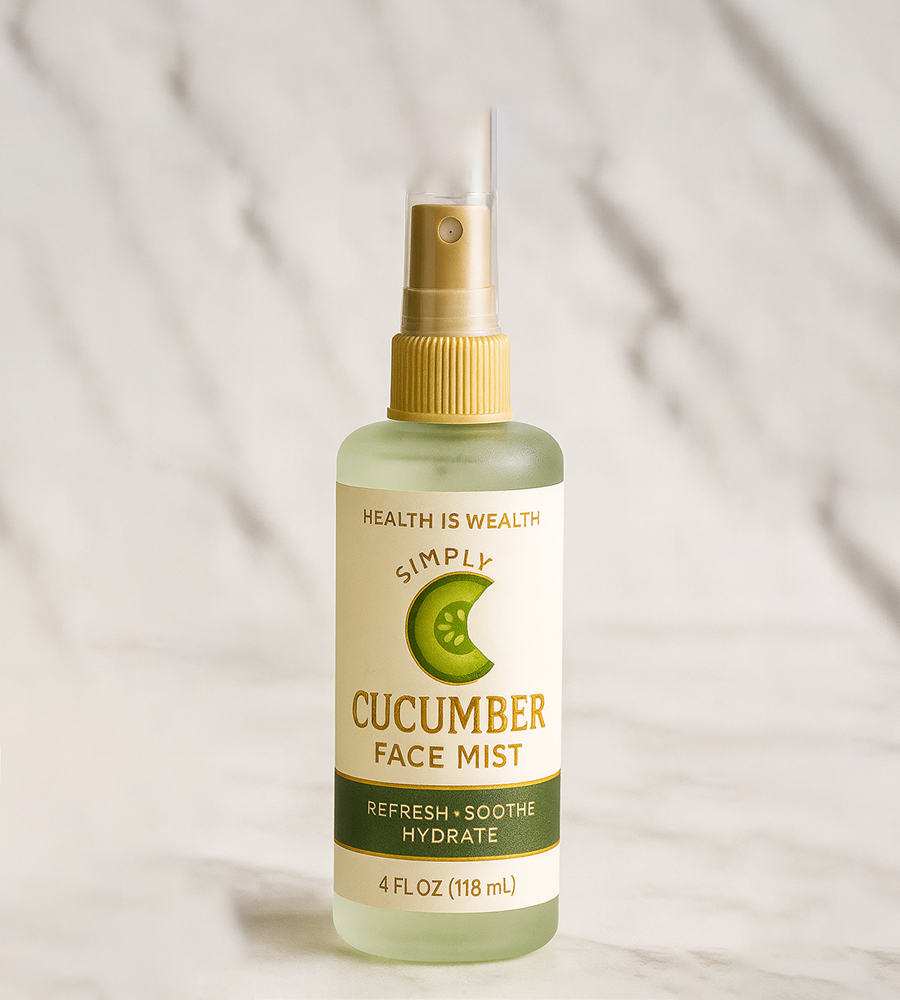 HEALTH IS WEALTH
SIMPLY
CUCUMBER
FACE MIST
REFRESH • SOOTHE
HYDRATE
4 FL OZ (118 mL)